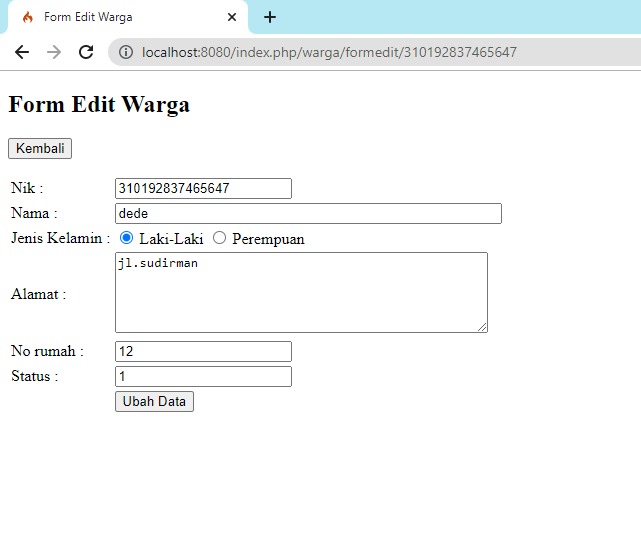 Form Edit Warga
localhost:8080/index.php/warga/formedit/310192837465647
Form Edit Warga
Kembali
Nik : 310192837465647
Nama : dede
Jenis Kelamin : Laki-Laki Perempuan
Alamat : jl.sudirman
No rumah : 12
Status : 1
Ubah Data